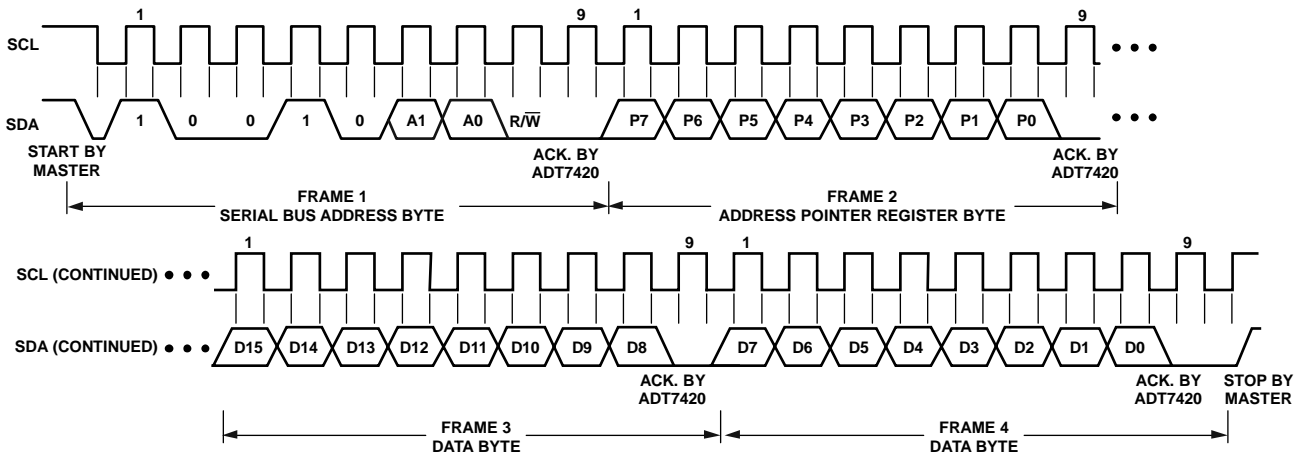 1 9 1 9
SCL
SDA 1 0 0 1 0 A1 A0 R/W̅ P7 P6 P5 P4 P3 P2 P1 P0
START BY MASTER
ACK. BY ADT7420
ACK. BY ADT7420
FRAME 1
SERIAL BUS ADDRESS BYTE
FRAME 2
ADDRESS POINTER REGISTER BYTE
1 9 1 9
SCL (CONTINUED)
SDA (CONTINUED) D15 D14 D13 D12 D11 D10 D9 D8 D7 D6 D5 D4 D3 D2 D1 D0
ACK. BY ADT7420
ACK. BY ADT7420
STOP BY MASTER
FRAME 3
DATA BYTE
FRAME 4
DATA BYTE